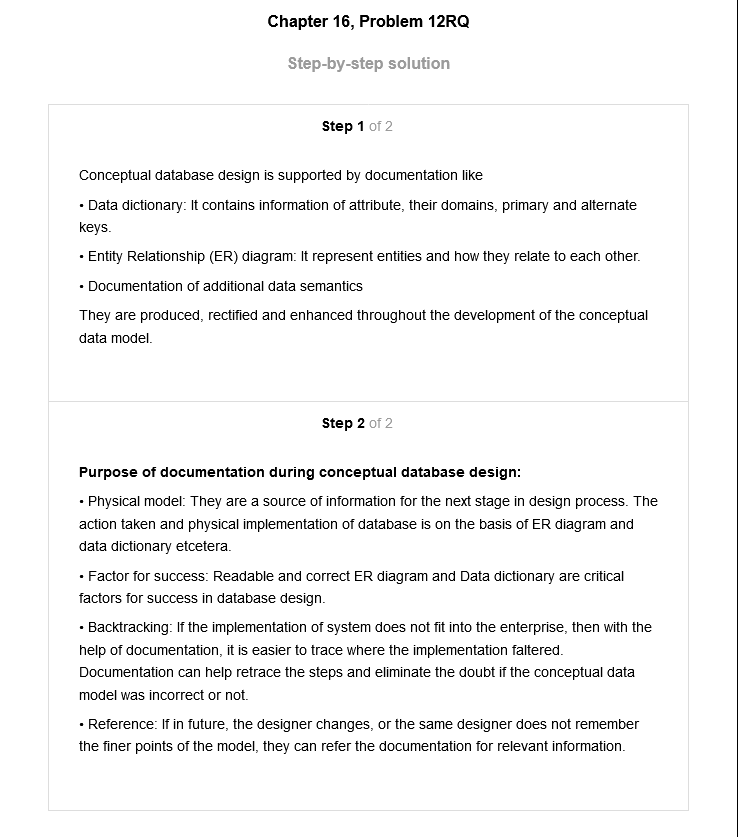 Chapter 16, Problem 12RQ
Step-by-step solution
Step 1 of 2
Conceptual database design is supported by documentation like
• Data dictionary: It contains information of attribute, their domains, primary and alternate
keys.
• Entity Relationship (ER) diagram: It represent entities and how they relate to each other.
• Documentation of additional data semantics
They are produced, rectified and enhanced throughout the development of the conceptual
data model.
Step 2 of 2
Purpose of documentation during conceptual database design:
• Physical model: They are a source of information for the next stage in design process. The
action taken and physical implementation of database is on the basis of ER diagram and
data dictionary etcetera.
• Factor for success: Readable and correct ER diagram and Data dictionary are critical
factors for success in database design.
• Backtracking: If the implementation of system does not fit into the enterprise, then with the
help of documentation, it is easier to trace where the implementation faltered.
Documentation can help retrace the steps and eliminate the doubt if the conceptual data
model was incorrect or not.
• Reference: If in future, the designer changes, or the same designer does not remember
the finer points of the model, they can refer the documentation for relevant information.